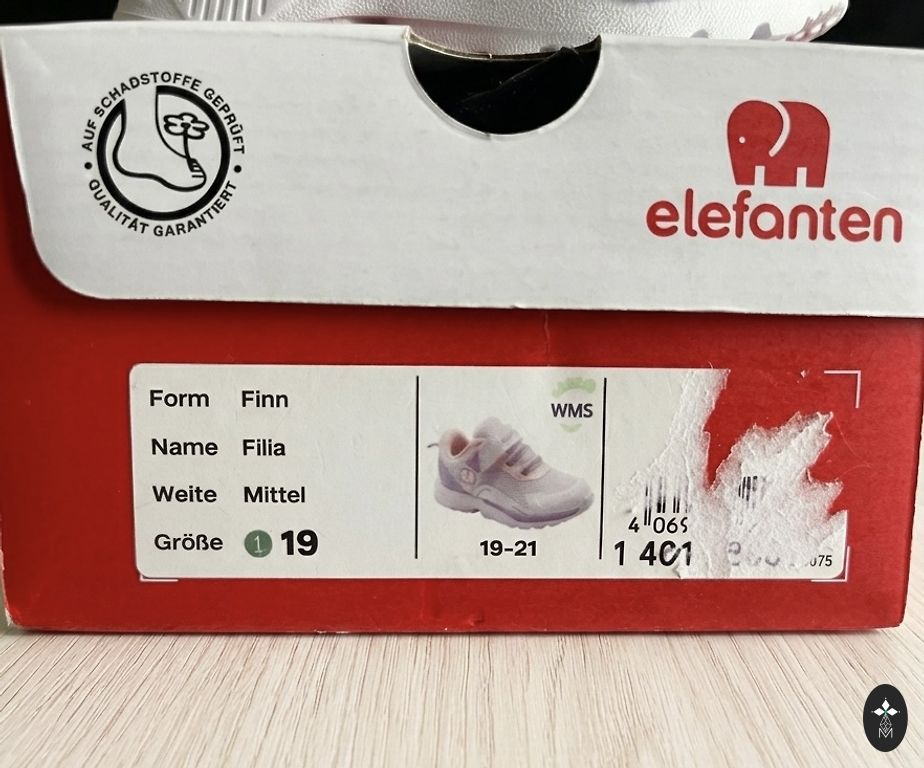 AUF SCHADSTOFFE GEPRÜFT
QUALITÄT GARANTIERT
elefanten
Form Finn
Name Filia
Weite Mittel
Größe 1 19
WMS
19-21
4 069
1 401
075
M